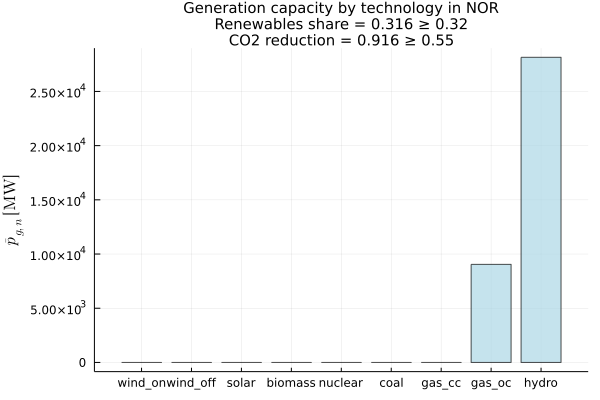 Generation capacity by technology in NOR
Renewables share = 0.316 ≥ 0.32
CO2 reduction = 0.916 ≥ 0.55
2.50×10⁴
2.00×10⁴
1.50×10⁴
1.00×10⁴
5.00×10³
0
p̄_{g,n} [MW]
wind_on wind_off solar biomass nuclear coal gas_cc gas_oc hydro